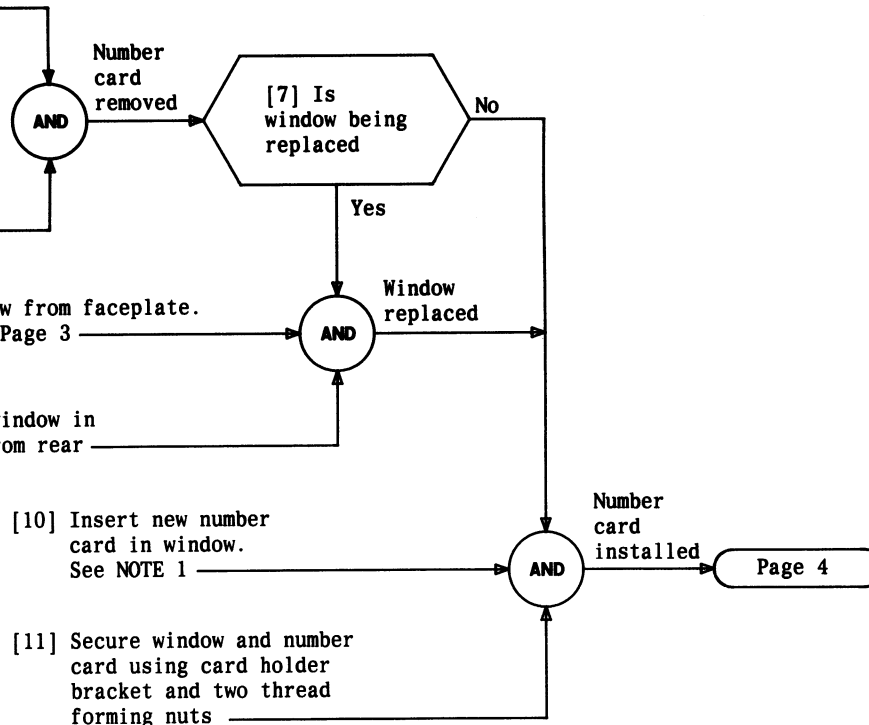 Number
card
removed
AND
[7] Is
window being
replaced
No
Yes
w from faceplate.
Page 3
AND
Window
replaced
indow in
om rear
[10] Insert new number
card in window.
See NOTE 1
AND
Number
card
installed
Page 4
[11] Secure window and number
card using card holder
bracket and two thread
forming nuts